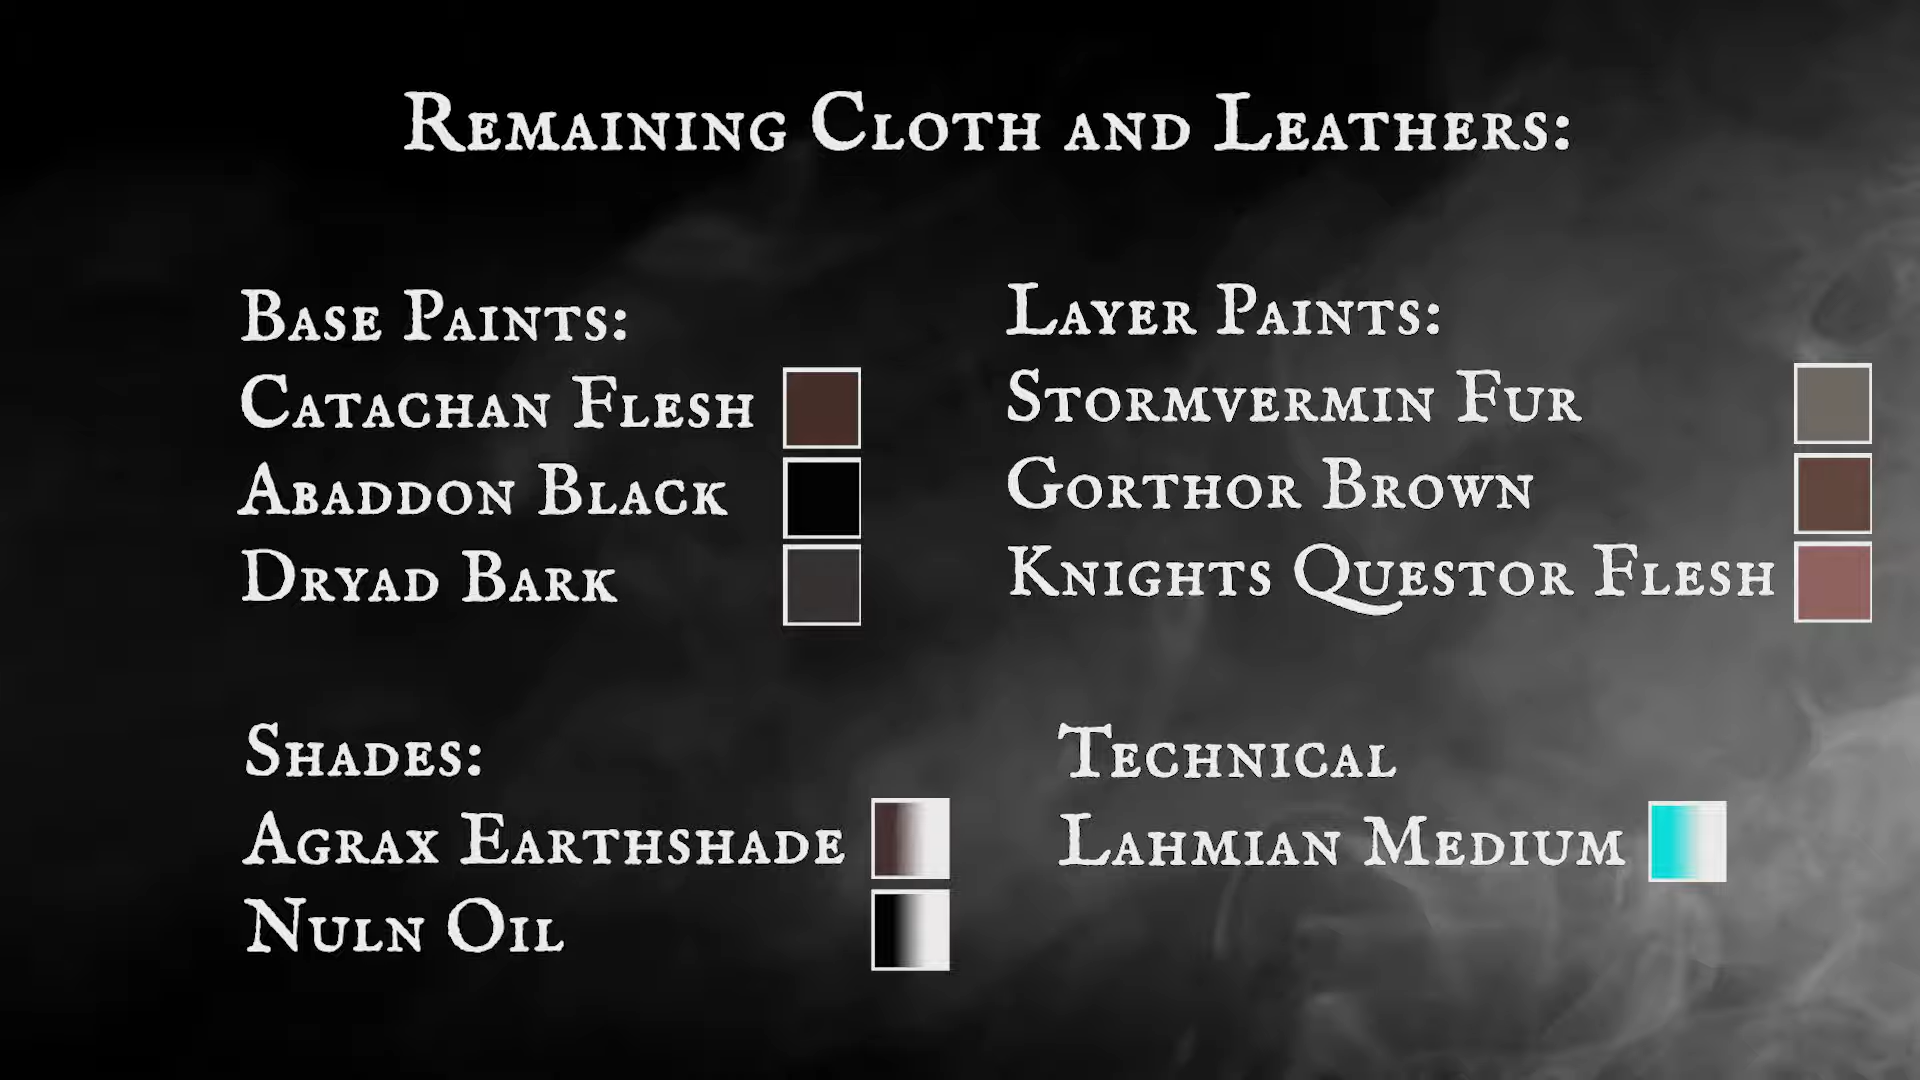 Remaining Cloth and Leathers:
Base Paints:
Catachan Flesh
Abaddon Black
Dryad Bark
Layer Paints:
Stormvermin Fur
Gorthor Brown
Knights Questor Flesh
Shades:
Agrax Earthshade
Nuln Oil
Technical
Lahmian Medium